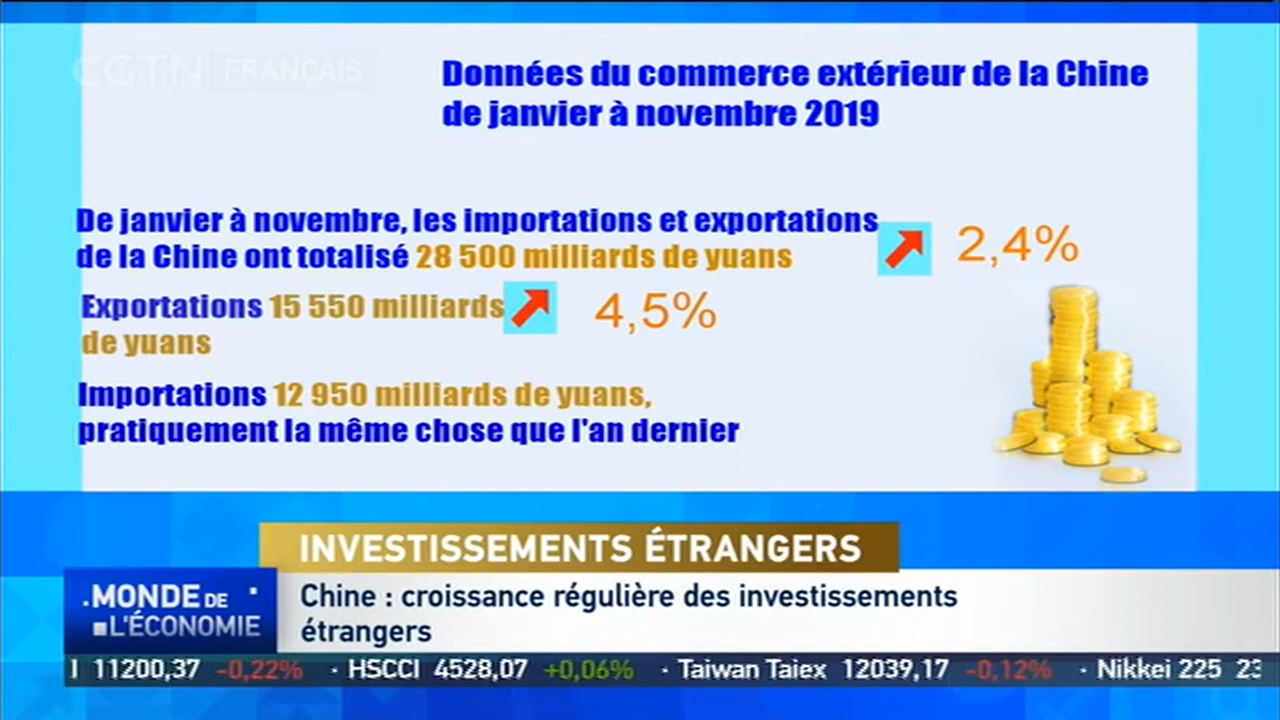 CGTN FRANÇAIS
Données du commerce extérieur de la Chine
de janvier à novembre 2019
De janvier à novembre, les importations et exportations
de la Chine ont totalisé 28 500 milliards de yuans
2,4%
Exportations 15 550 milliards
de yuans
4,5%
Importations 12 950 milliards de yuans,
pratiquement la même chose que l'an dernier
INVESTISSEMENTS ÉTRANGERS
MONDE DE
L'ÉCONOMIE
Chine : croissance régulière des investissements
étrangers
11200,37 -0,22% · HSCCI 4528,07 +0,06% · Taiwan Taiex 12039,17 -0,12% · Nikkei 225